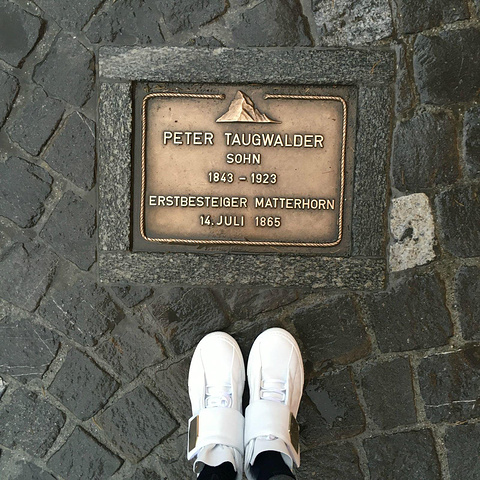 PETER TAUGWALDER
SOHN
1843 – 1923
ERSTBESTEIGER MATTERHORN
14. JULI 1865